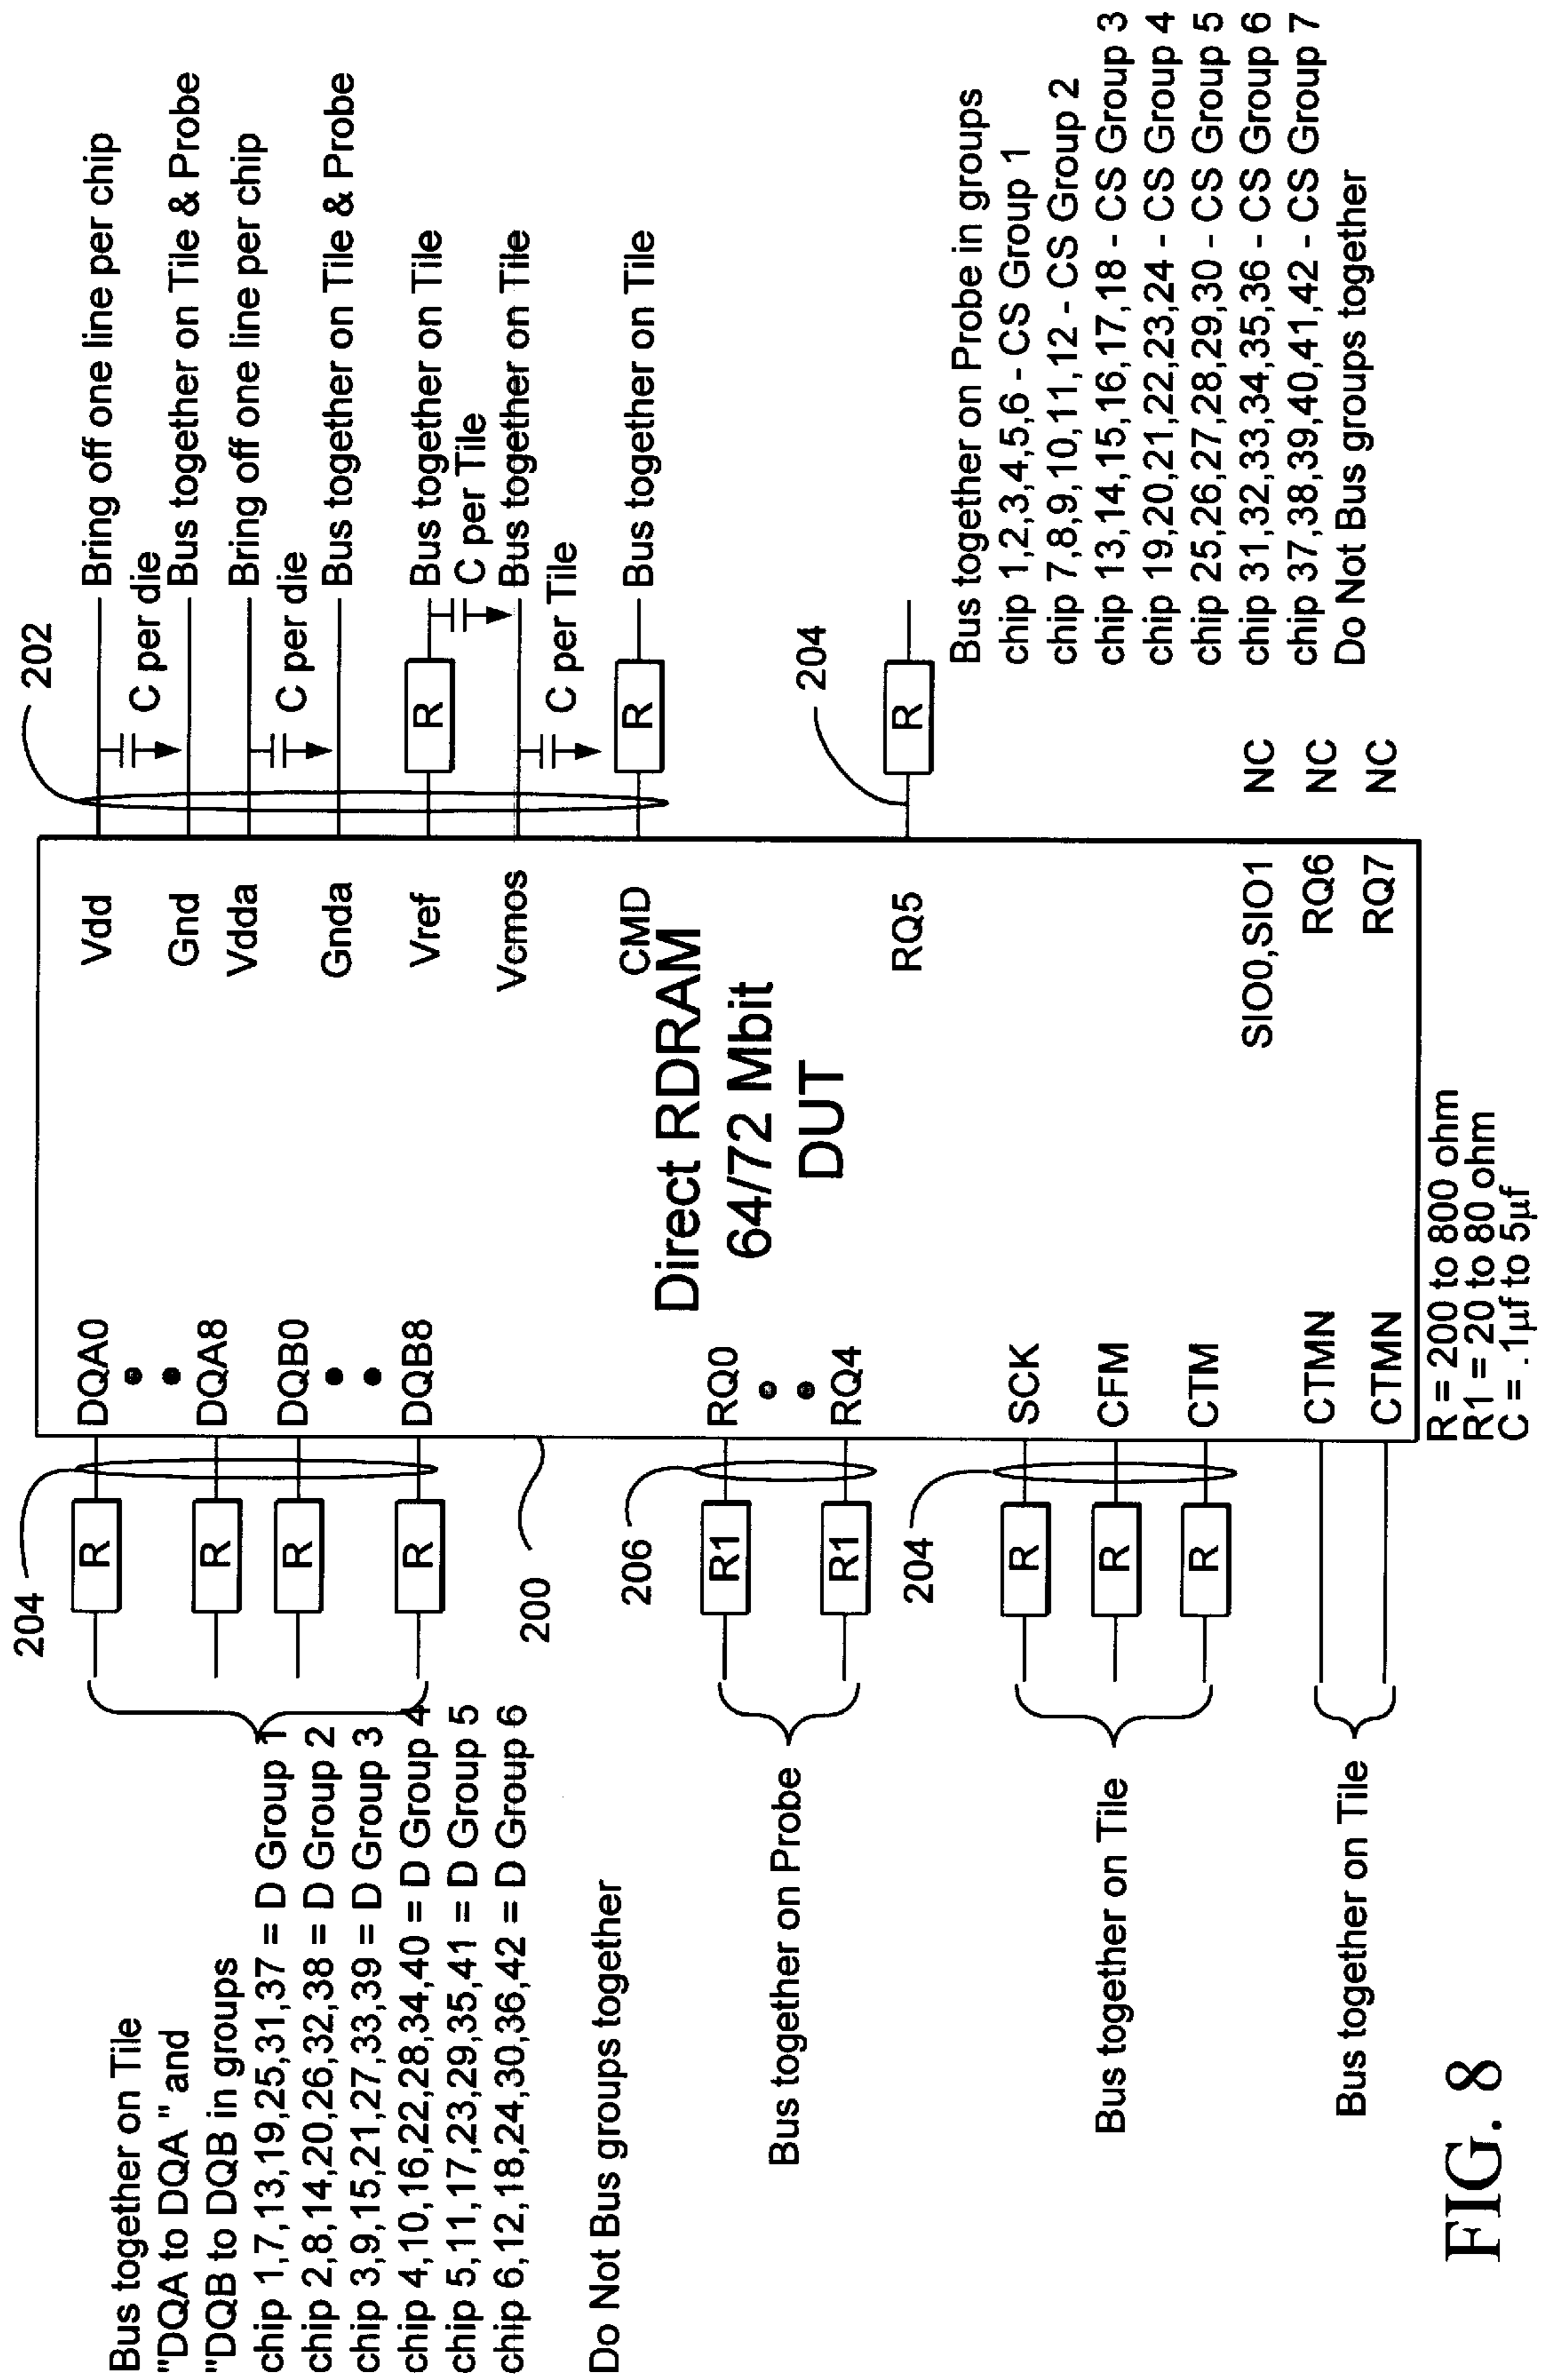 Bus together on Tile
"DQA to DQA " and
"DQB to DQB in groups
chip 1,7,13,19,25,31,37 = D Group 1
chip 2,8,14,20,26,32,38 = D Group 2
chip 3,9,15,21,27,33,39 = D Group 3
chip 4,10,16,22,28,34,40 = D Group 4
chip 5,11,17,23,29,35,41 = D Group 5
chip 6,12,18,24,30,36,42 = D Group 6
Do Not Bus groups together
Bus together on Probe
Bus together on Tile
Bus together on Tile
204
R
R
R
R
200
206
R1
R1
204
R
R
R
DQA0
DQA8
DQB0
DQB8
RQ0
RQ4
SCK
CFM
CTM
CTMN
CTMN
Direct RDRAM
64/72 Mbit
DUT
Vdd
Gnd
Vdda
Gnda
Vref
Vcmos
CMD
RQ5
SIO0,SIO1
RQ6
RQ7
NC
NC
NC
202
Bring off one line per chip
C per die
Bus together on Tile & Probe
Bring off one line per chip
C per die
Bus together on Tile & Probe
R
Bus together on Tile
C per Tile
Bus together on Tile
C per Tile
R
Bus together on Tile
204
R
Bus together on Probe in groups
chip 1,2,3,4,5,6 - CS Group 1
chip 7,8,9,10,11,12 - CS Group 2
chip 13,14,15,16,17,18 - CS Group 3
chip 19,20,21,22,23,24 - CS Group 4
chip 25,26,27,28,29,30 - CS Group 5
chip 31,32,33,34,35,36 - CS Group 6
chip 37,38,39,40,41,42 - CS Group 7
Do Not Bus groups together
R = 200 to 800 ohm
R1 = 20 to 80 ohm
C = .1µf to 5µf
FIG. 8